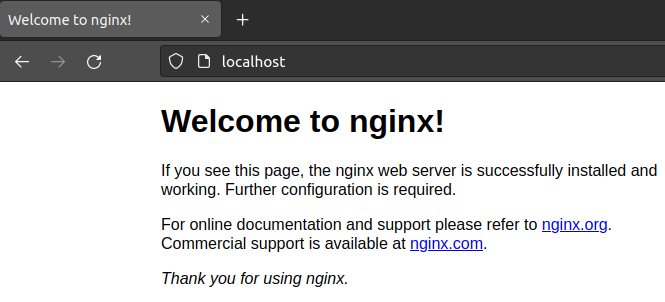 Welcome to nginx!
localhost
Welcome to nginx!
If you see this page, the nginx web server is successfully installed and
working. Further configuration is required.
For online documentation and support please refer to nginx.org.
Commercial support is available at nginx.com.
Thank you for using nginx.